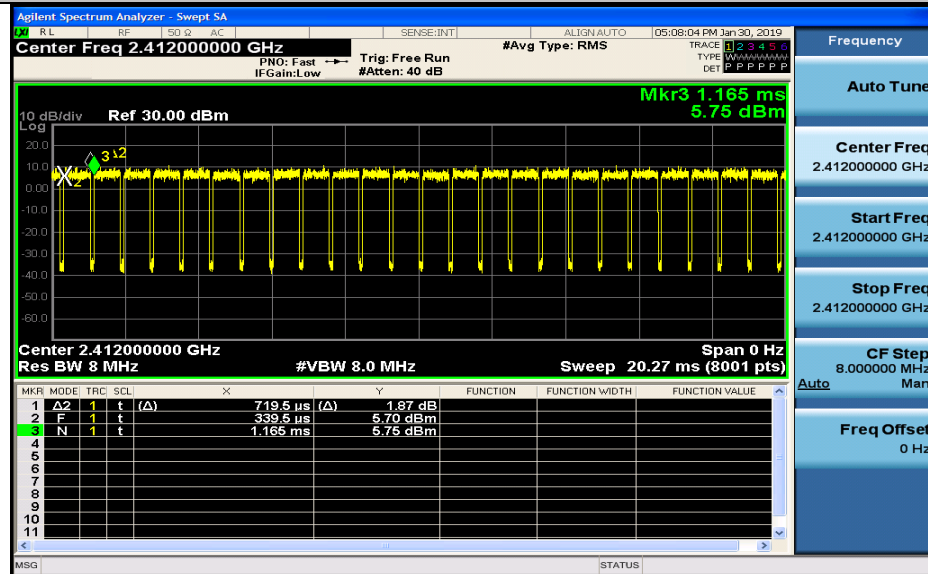 Agilent Spectrum Analyzer - Swept SA
LXI RL RF 50 Ω AC SENSE:INT ALIGN AUTO 05:08:04 PM Jan 30, 2019
Center Freq 2.412000000 GHz #Avg Type: RMS TRACE 1 2 3 4 5 6
PNO: Fast Trig: Free Run TYPE
IFGain:Low #Atten: 40 dB DET P P P P P P
Mkr3 1.165 ms
5.75 dBm
10 dB/div Ref 30.00 dBm
Log
20.0
10.0
0.00
-10.0
-20.0
-30.0
-40.0
-50.0
-60.0
Center 2.412000000 GHz Span 0 Hz
Res BW 8 MHz #VBW 8.0 MHz Sweep 20.27 ms (8001 pts)
MKR MODE TRC SCL X Y FUNCTION FUNCTION WIDTH FUNCTION VALUE
1 Δ2 1 t (Δ) 719.5 µs (Δ) 1.87 dB
2 F 1 t 339.5 µs 5.70 dBm
3 N 1 t 1.165 ms 5.75 dBm
4
5
6
7
8
9
10
11
MSG STATUS
Frequency
Auto Tune
Center Freq
2.412000000 GHz
Start Freq
2.412000000 GHz
Stop Freq
2.412000000 GHz
CF Step
8.000000 MHz
Auto Man
Freq Offset
0 Hz